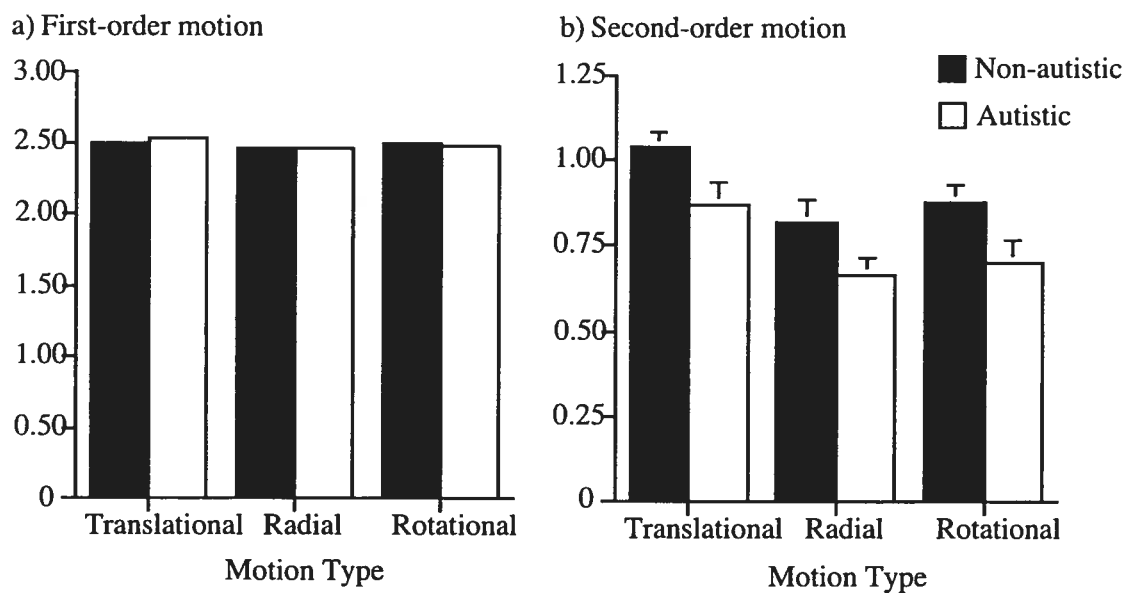 a) First-order motion
3.00
2.50
2.00
1.50
1.00
0.50
0
Translational Radial Rotational
Motion Type
b) Second-order motion
Non-autistic
Autistic
1.25
1.00
0.75
0.50
0.25
0
Translational Radial Rotational
Motion Type